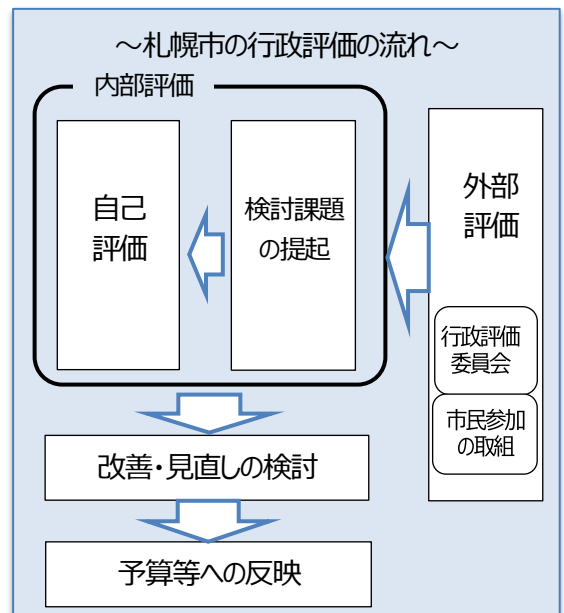 ～札幌市の行政評価の流れ～
内部評価
自己
評価
検討課題
の提起
外部
評価
行政評価
委員会
市民参加
の取組
改善・見直しの検討
予算等への反映